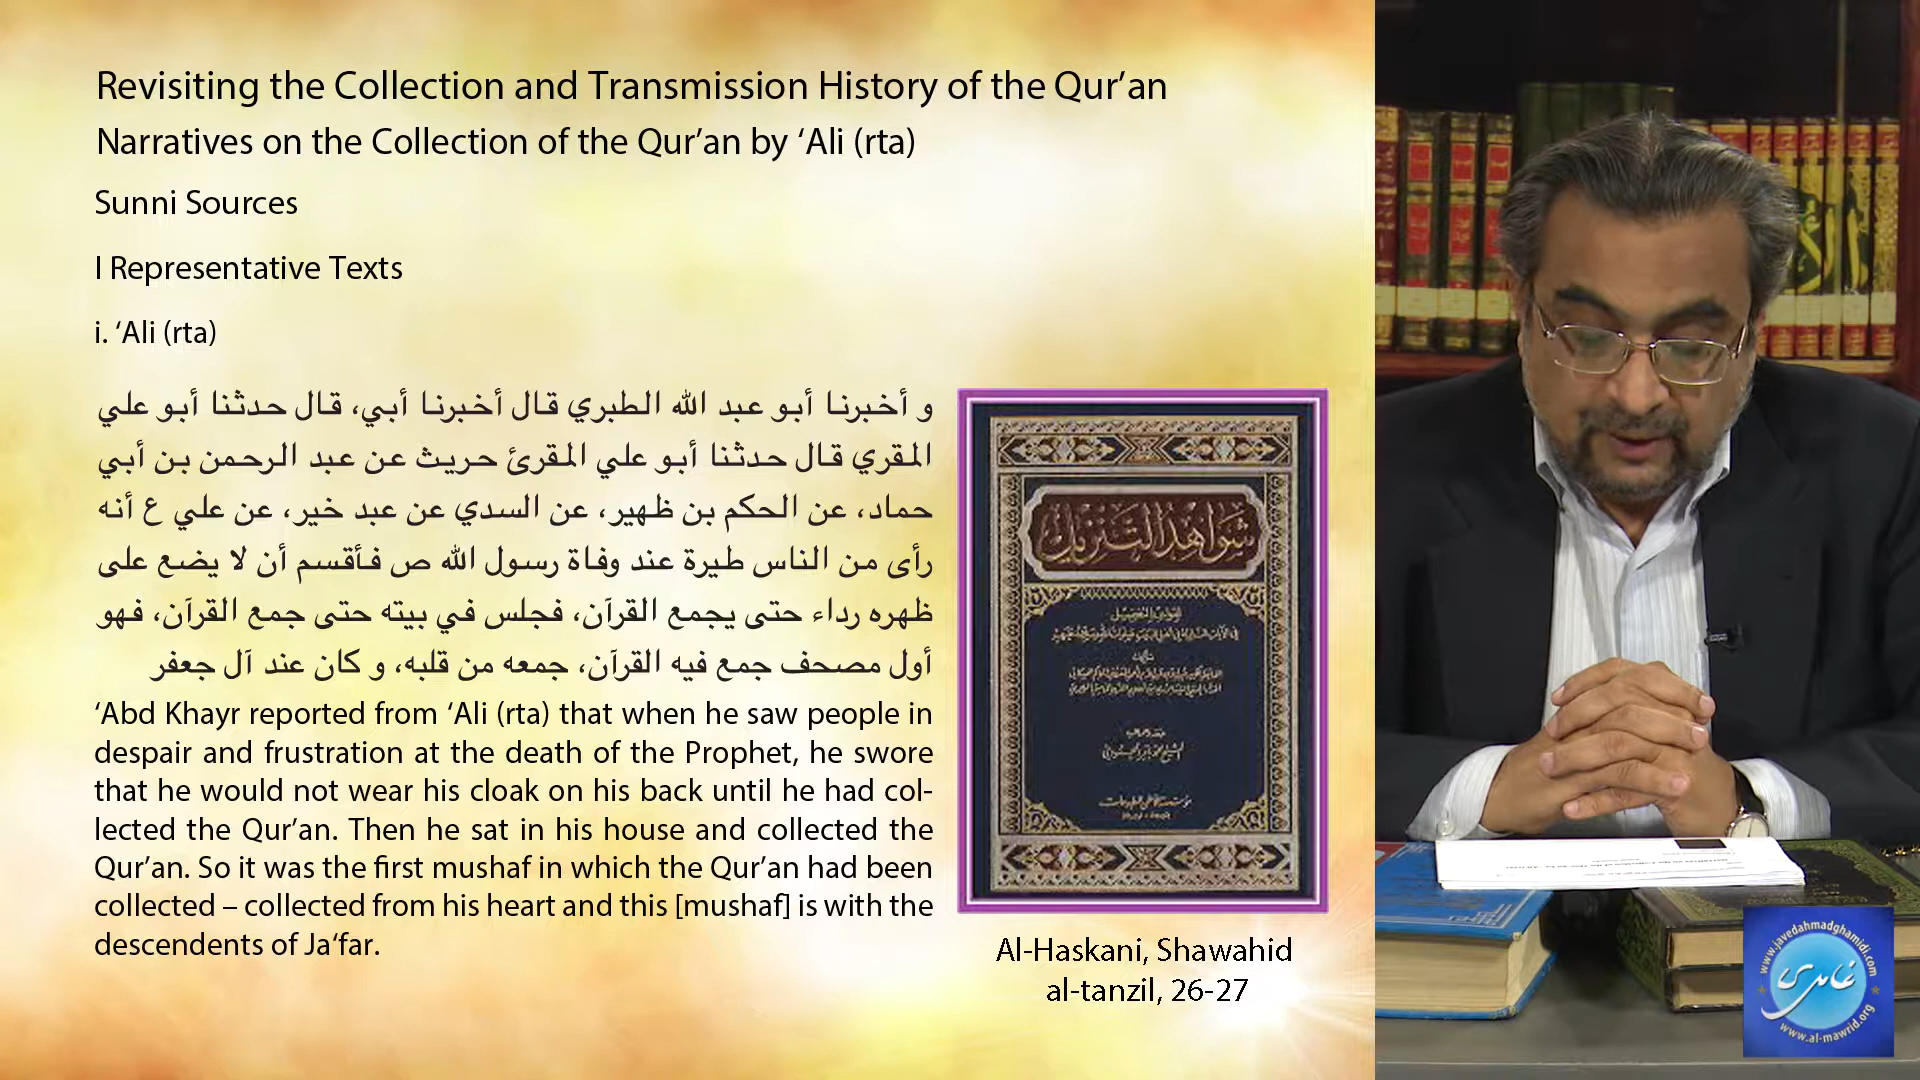 Revisiting the Collection and Transmission History of the Qur’an
Narratives on the Collection of the Qur’an by ‘Ali (rta)
Sunni Sources
I Representative Texts
i. ‘Ali (rta)
و أخبرنا أبو عبد الله الطبري قال أخبرنا أبي، قال حدثنا أبو علي
المقري قال حدثنا أبو علي المقرئ حريث عن عبد الرحمن بن أبي
حماد، عن الحكم بن ظهير، عن السدي عن عبد خير، عن علي ع أنه
رأى من الناس طيرة عند وفاة رسول الله ص فأقسم أن لا يضع على
ظهره رداء حتى يجمع القرآن، فجلس في بيته حتى جمع القرآن، فهو
أول مصحف جمع فيه القرآن، جمعه من قلبه، و كان عند آل جعفر
‘Abd Khayr reported from ‘Ali (rta) that when he saw people in
despair and frustration at the death of the Prophet, he swore
that he would not wear his cloak on his back until he had col-
lected the Qur’an. Then he sat in his house and collected the
Qur’an. So it was the first mushaf in which the Qur’an had been
collected – collected from his heart and this [mushaf] is with the
descendents of Ja‘far.
شواهد التنزيل
Al-Haskani, Shawahid
al-tanzil, 26-27
www.javedahmadghamidi.com
غامدی
www.al-mawrid.org